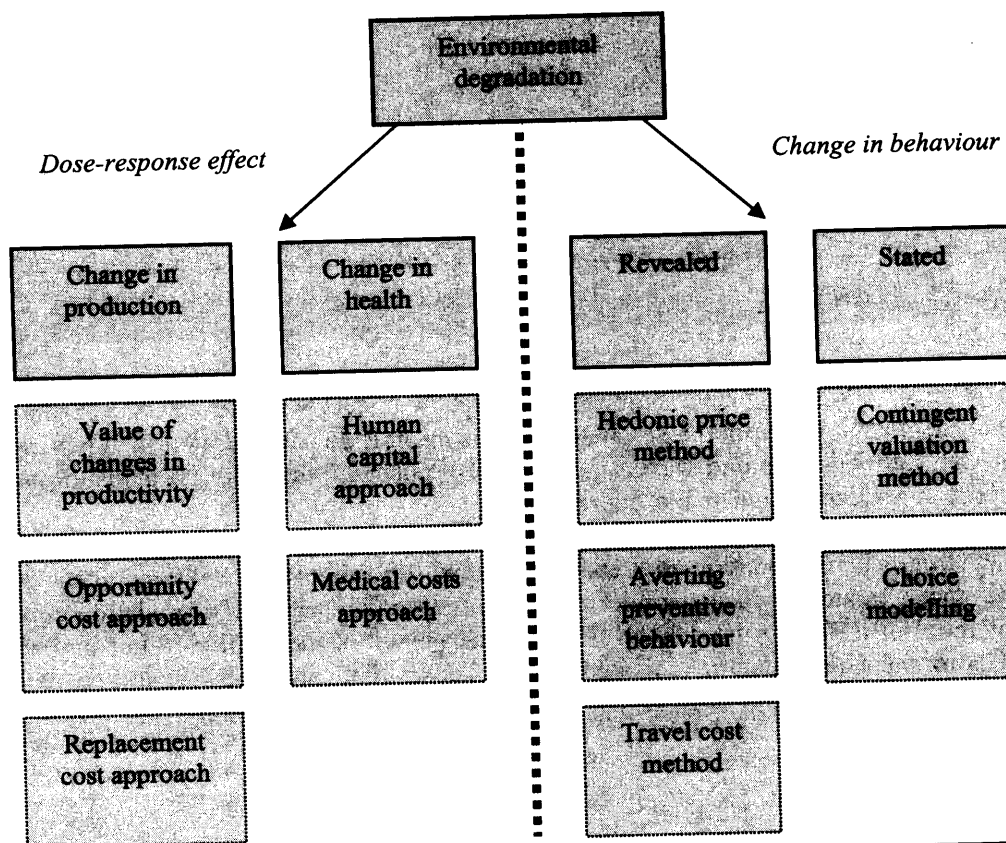 Environmental
degradation
Dose-response effect
Change in behaviour
Change in
production
Change in
health
Revealed
Stated
Value of
changes in
productivity
Human
capital
approach
Hedonic price
method
Contingent
valuation
method
Opportunity
cost approach
Medical costs
approach
Averting
preventive
behaviour
Choice
modelling
Replacement
cost approach
Travel cost
method